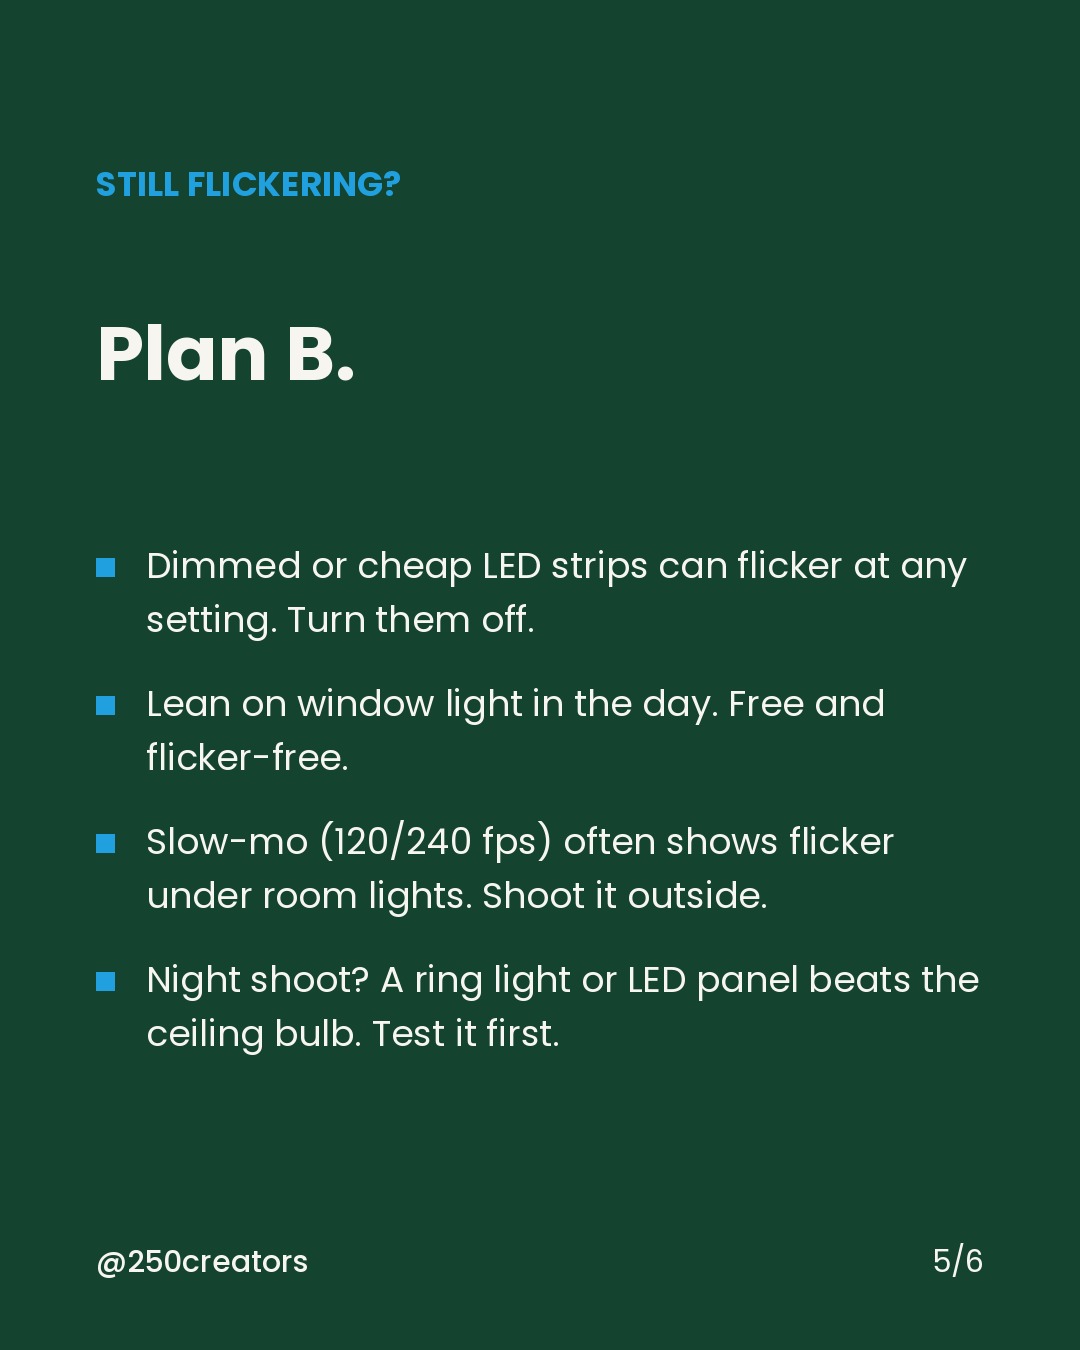 STILL FLICKERING?
Plan B.
Dimmed or cheap LED strips can flicker at any
setting. Turn them off.
Lean on window light in the day. Free and
flicker-free.
Slow-mo (120/240 fps) often shows flicker
under room lights. Shoot it outside.
Night shoot? A ring light or LED panel beats the
ceiling bulb. Test it first.
@250creators
5/6